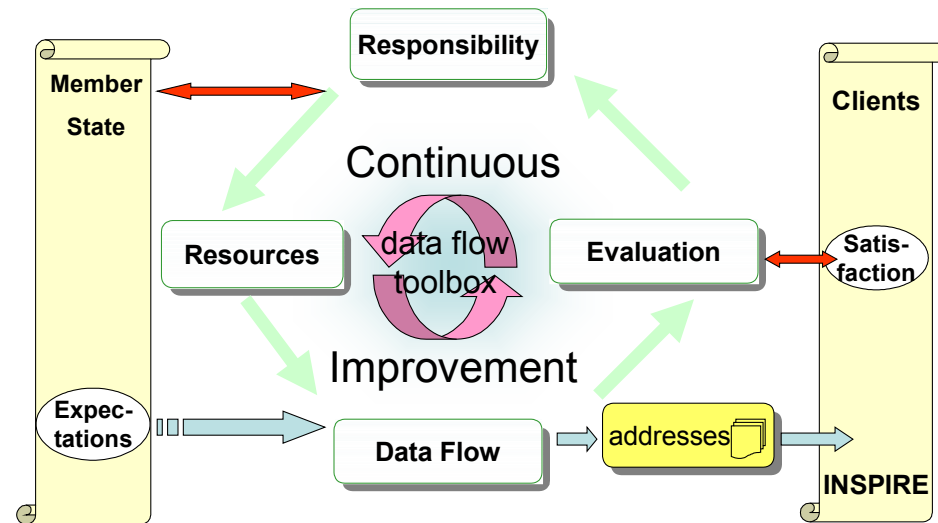 Responsibility
Member
State
Clients
Continuous
Resources
data flow
toolbox
Evaluation
Satis-
faction
Improvement
Expec-
tations
Data Flow
addresses
INSPIRE